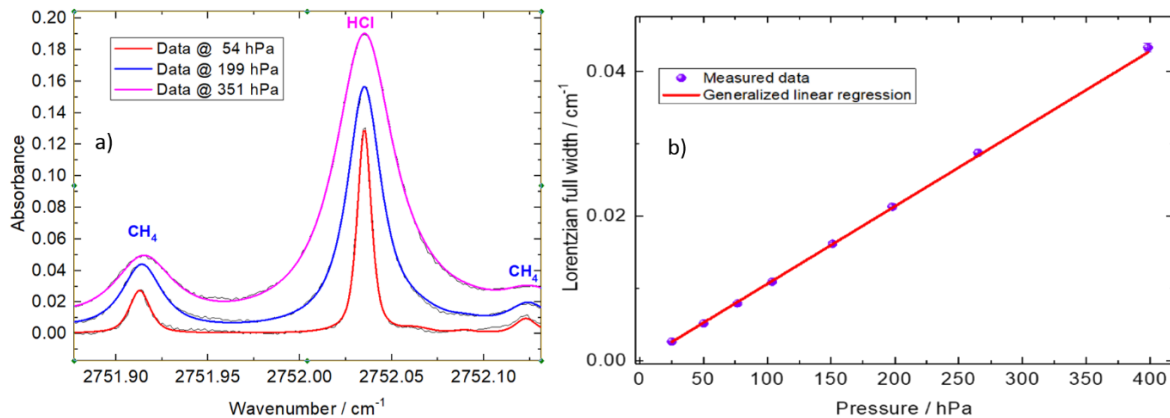 HCl
0.20
0.18
0.16
0.14
0.12
0.10
0.08
0.06
0.04
0.02
0.00
Absorbance
Data @ 54 hPa
Data @ 199 hPa
Data @ 351 hPa
a)
CH4
CH4
2751.90
2751.95
2752.00
2752.05
2752.10
Wavenumber / cm-1
Lorentzian full width / cm-1
0.04
0.02
0.00
Measured data
Generalized linear regression
b)
0
50
100
150
200
250
300
350
400
Pressure / hPa